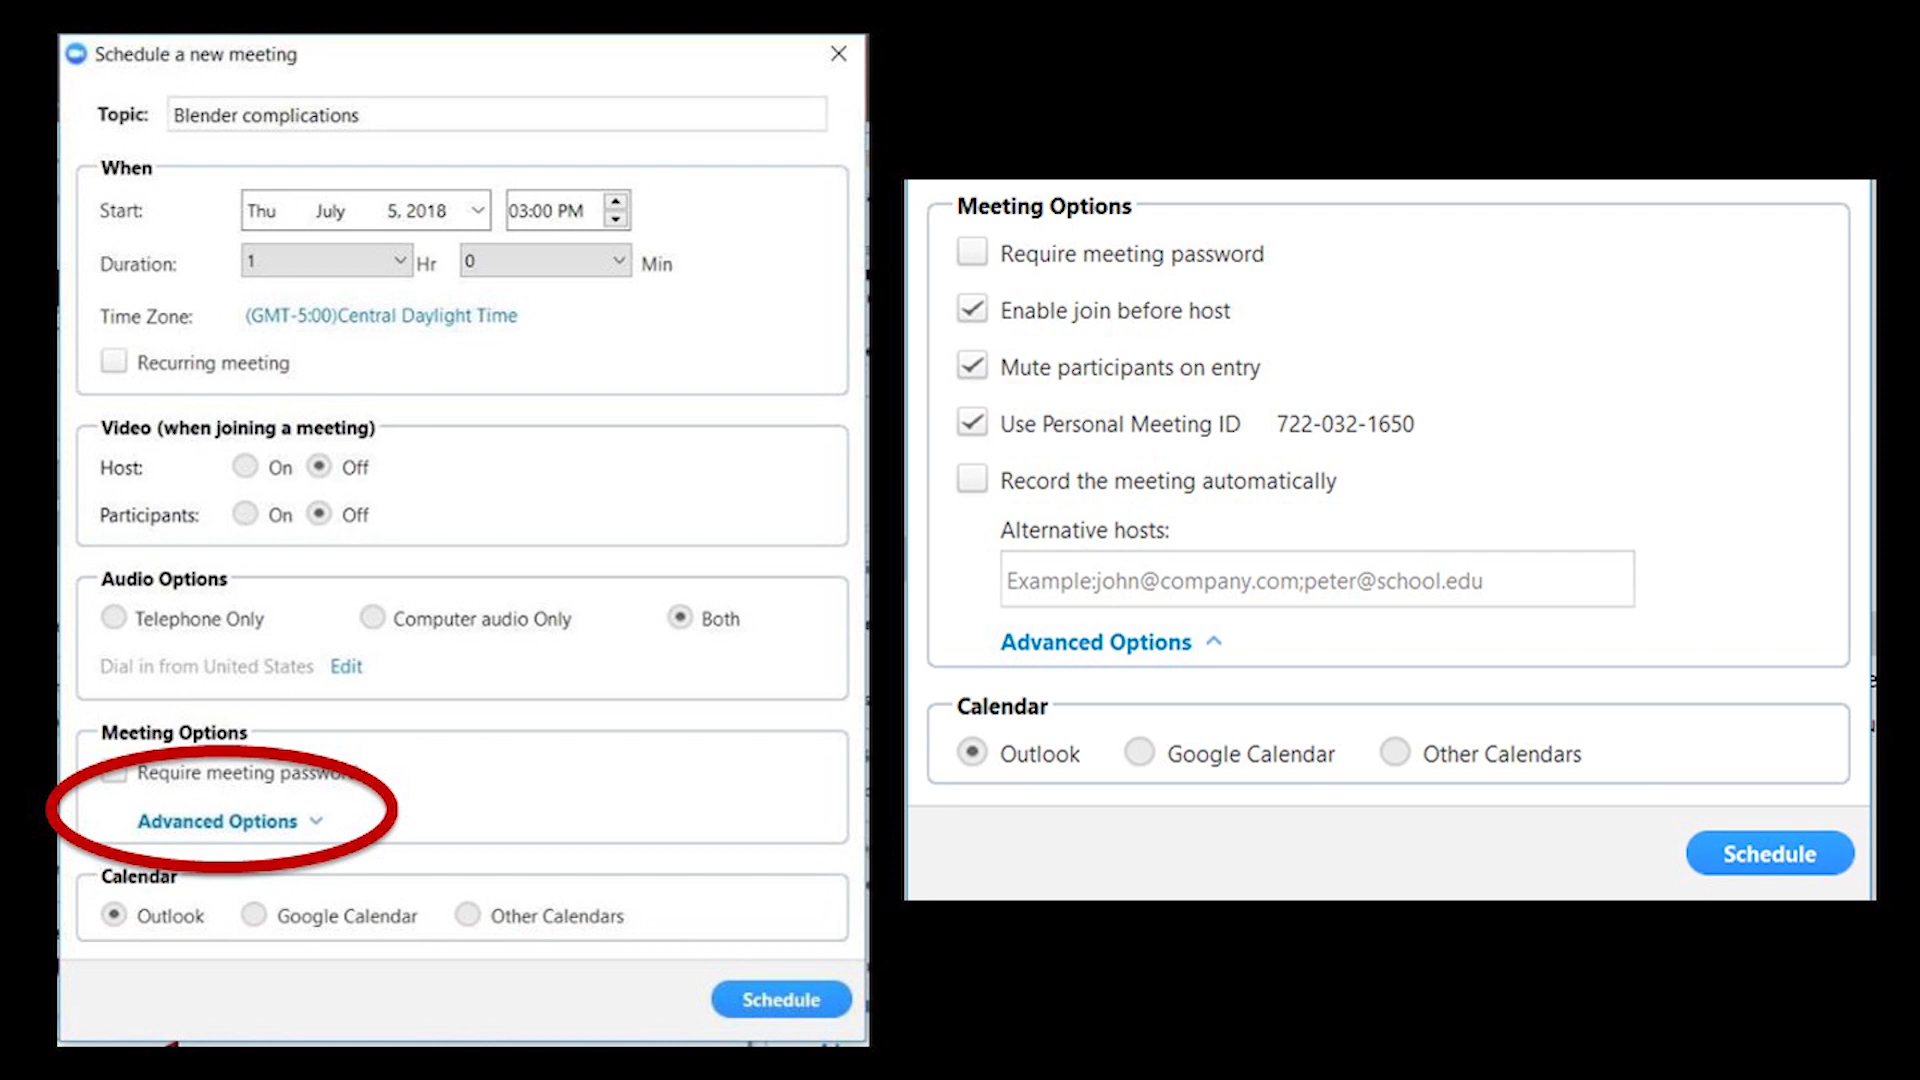 Schedule a new meeting
Topic: Blender complications
When
Start: Thu July 5, 2018 03:00 PM
Duration: 1 Hr 0 Min
Time Zone: (GMT-5:00)Central Daylight Time
Recurring meeting
Video (when joining a meeting)
Host: On Off
Participants: On Off
Audio Options
Telephone Only Computer audio Only Both
Dial in from United States Edit
Meeting Options
Require meeting password
Advanced Options
Calendar
Outlook Google Calendar Other Calendars
Schedule
Meeting Options
Require meeting password
Enable join before host
Mute participants on entry
Use Personal Meeting ID 722-032-1650
Record the meeting automatically
Alternative hosts:
Example:john@company.com;peter@school.edu
Advanced Options
Calendar
Outlook Google Calendar Other Calendars
Schedule